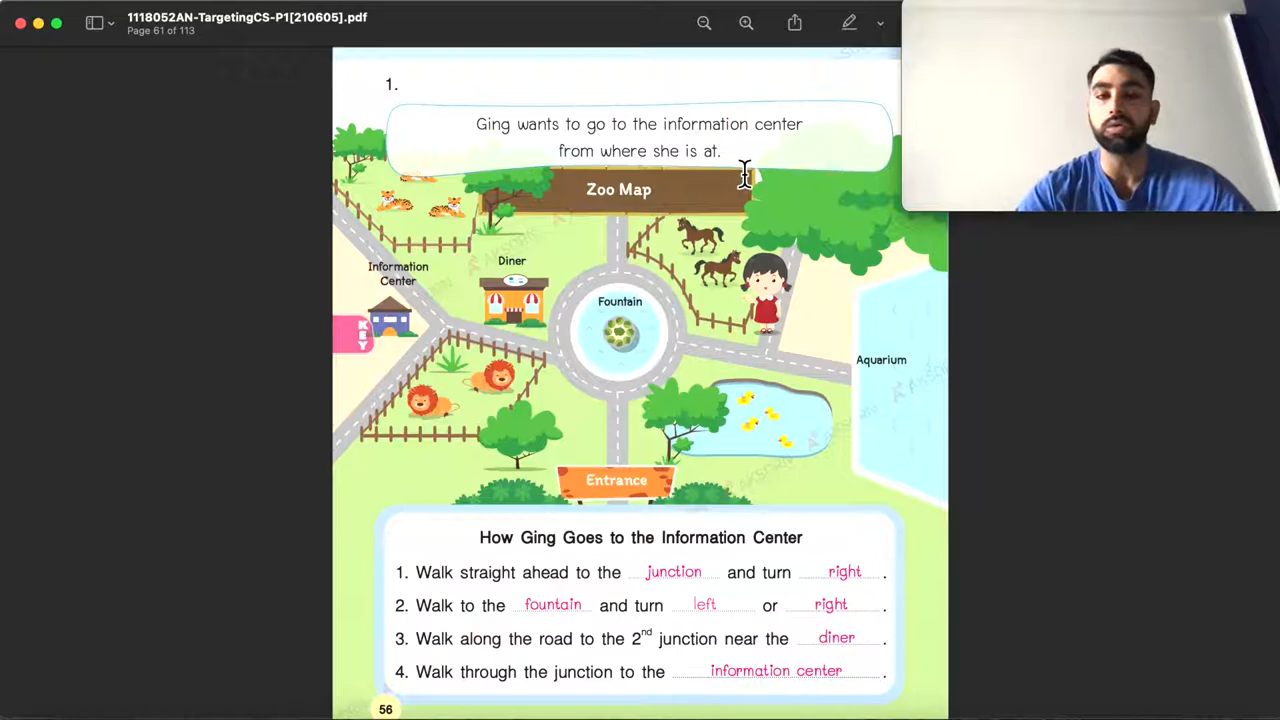 1118052AN-TargetingCS-P1[210605].pdf
Page 61 of 113
1.
Ging wants to go to the information center
from where she is at.
Zoo Map
Information
Center
Diner
Fountain
KEY
Aquarium
Entrance
How Ging Goes to the Information Center
1. Walk straight ahead to the junction and turn right.
2. Walk to the fountain and turn left or right.
3. Walk along the road to the 2nd junction near the diner.
4. Walk through the junction to the information center.
56